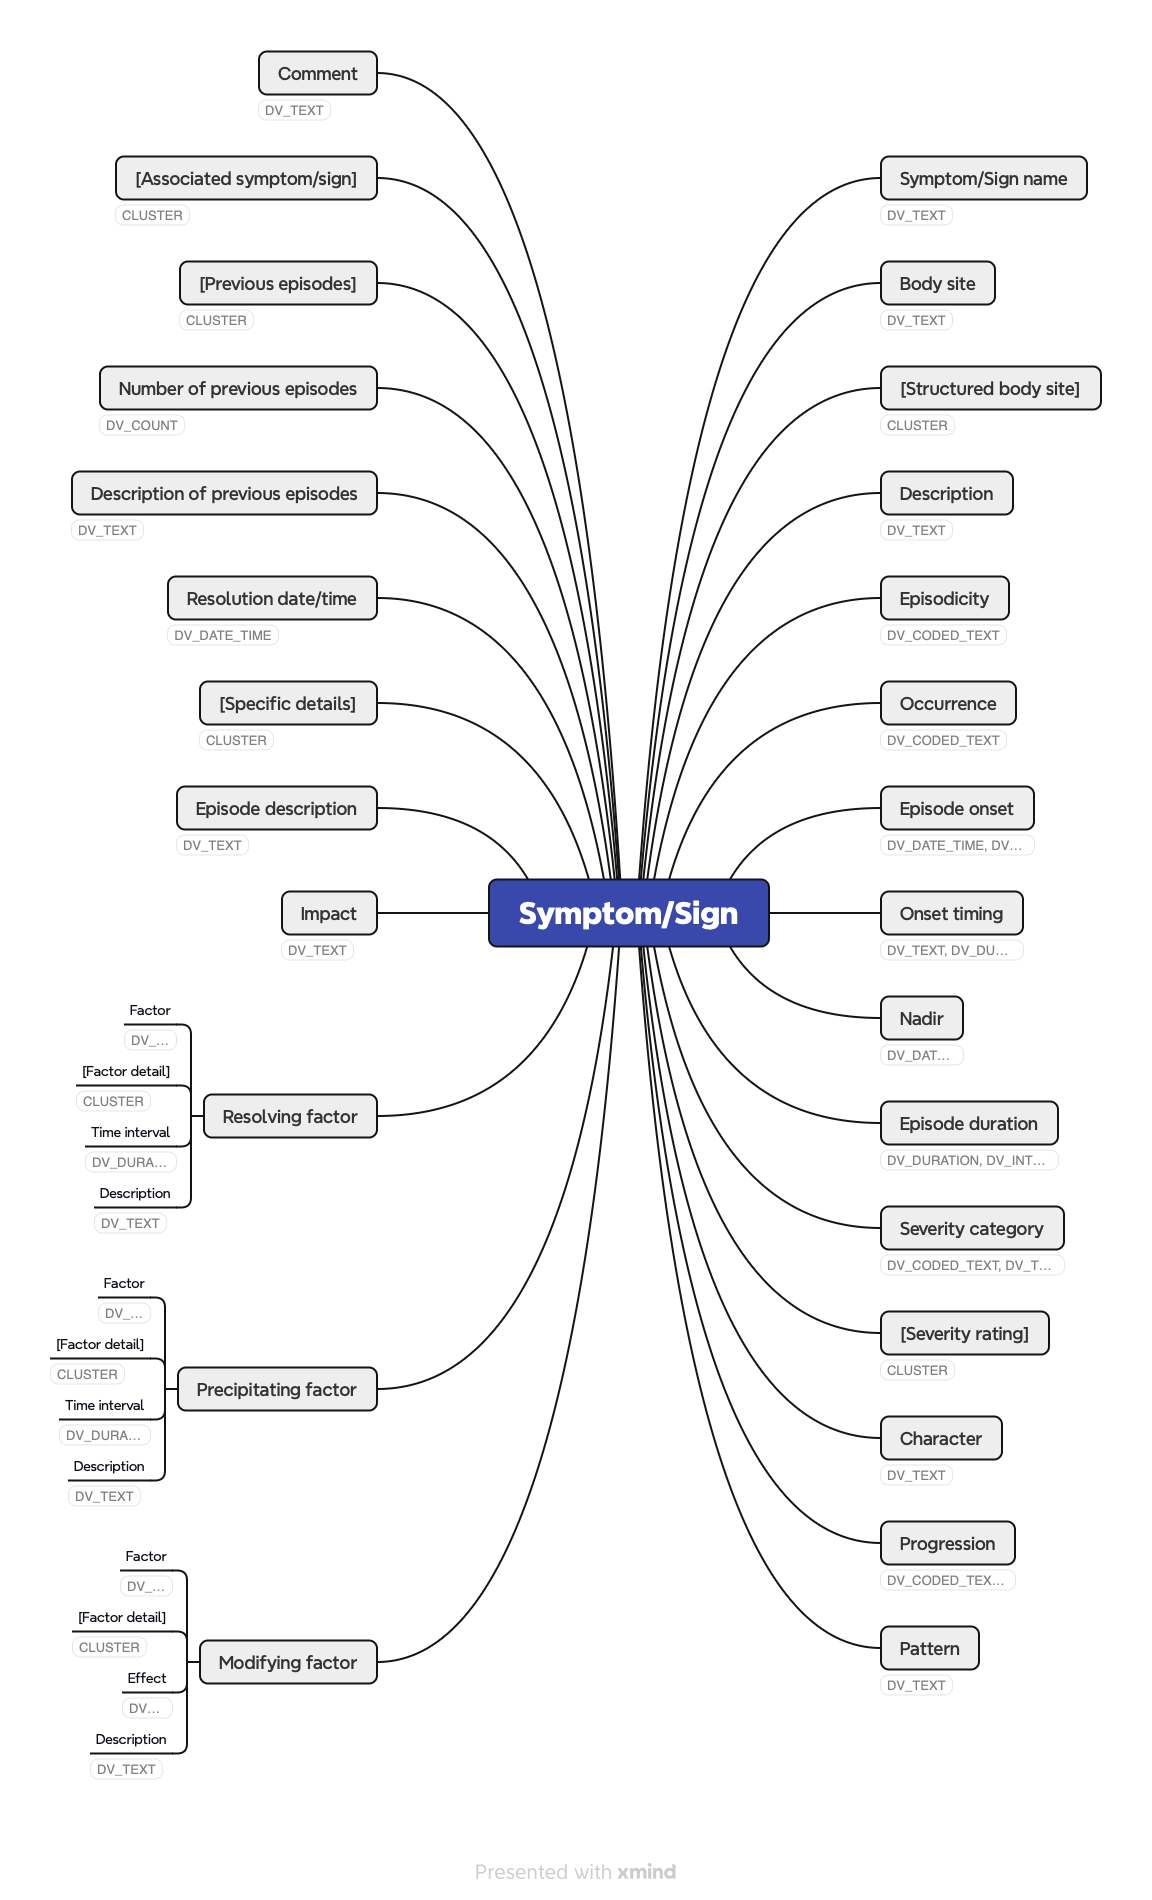 Comment
DV_TEXT
[Associated symptom/sign]
CLUSTER
[Previous episodes]
CLUSTER
Number of previous episodes
DV_COUNT
Description of previous episodes
DV_TEXT
Resolution date/time
DV_DATE_TIME
[Specific details]
CLUSTER
Episode description
DV_TEXT
Impact
DV_TEXT
Resolving factor
Factor
DV_...
[Factor detail]
CLUSTER
Time interval
DV_DURA...
Description
DV_TEXT
Precipitating factor
Factor
DV_...
[Factor detail]
CLUSTER
Time interval
DV_DURA...
Description
DV_TEXT
Modifying factor
Factor
DV_...
[Factor detail]
CLUSTER
Effect
DV...
Description
DV_TEXT
Symptom/Sign
Symptom/Sign name
DV_TEXT
Body site
DV_TEXT
[Structured body site]
CLUSTER
Description
DV_TEXT
Episodicity
DV_CODED_TEXT
Occurrence
DV_CODED_TEXT
Episode onset
DV_DATE_TIME, DV...
Onset timing
DV_TEXT, DV_DU...
Nadir
DV_DAT...
Episode duration
DV_DURATION, DV_INT...
Severity category
DV_CODED_TEXT, DV_T...
[Severity rating]
CLUSTER
Character
DV_TEXT
Progression
DV_CODED_TEX...
Pattern
DV_TEXT
Presented with xmind